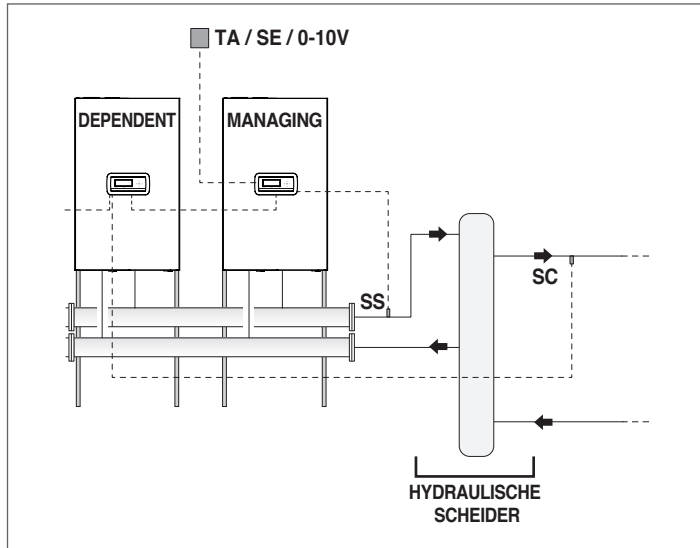 TA / SE / 0-10V
DEPENDENT
MANAGING
SS
SC
HYDRAULISCHE
SCHEIDER